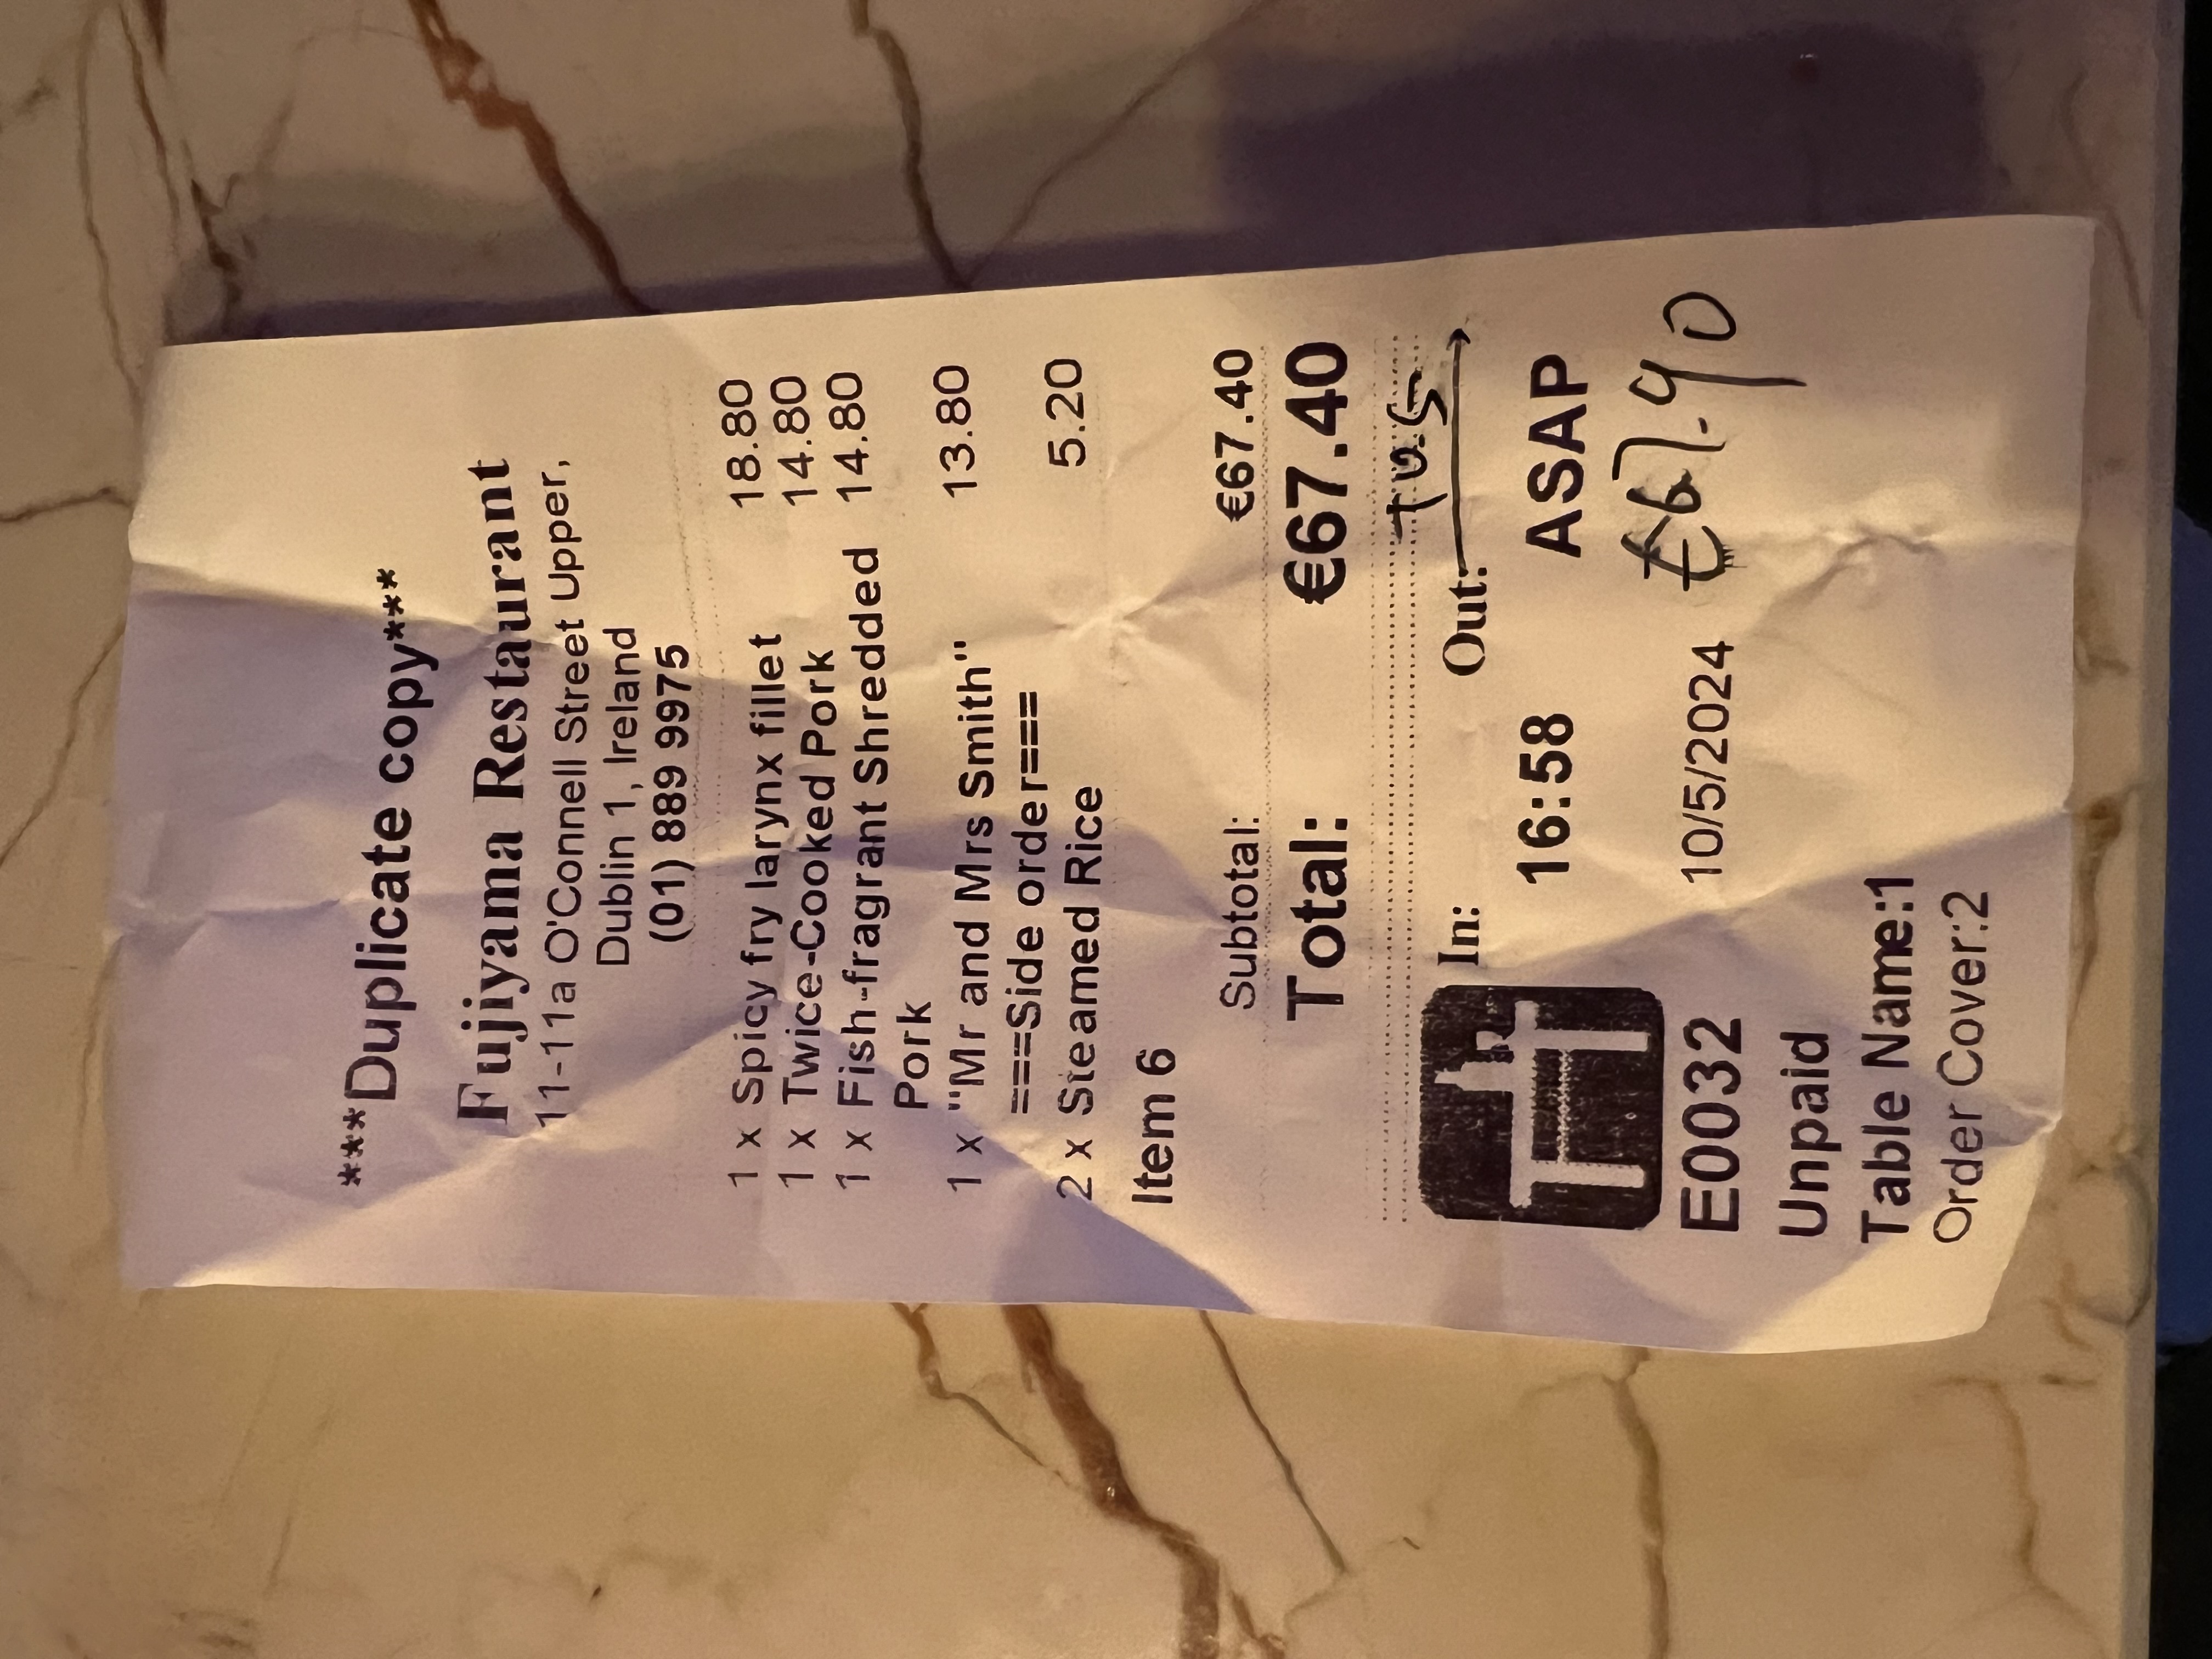 ***Duplicate copy***
Fujiyama Restaurant
11-11a O'Connell Street Upper,
Dublin 1, Ireland
(01) 889 9975
1 x Spicy fry larynx fillet 18.80
1 x Twice-Cooked Pork 14.80
1 x Fish-fragrant Shredded 14.80
Pork
1 x "Mr and Mrs Smith" 13.80
===Side order===
2 x Steamed Rice 5.20
Item 6
Subtotal: €67.40
Total: €67.40
+0.5
In: Out:
16:58 ASAP
€67.90
E0032 10/5/2024
Unpaid
Table Name:1
Order Cover:2